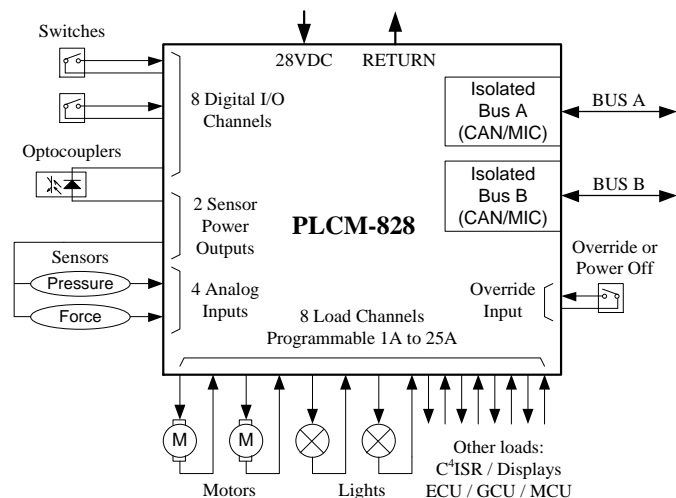 Switches
28VDC
RETURN
8 Digital I/O
Channels
Isolated
Bus A
(CAN/MIC)
BUS A
Optocouplers
Isolated
Bus B
(CAN/MIC)
BUS B
2 Sensor
Power
Outputs
PLCM-828
Sensors
Pressure
Force
4 Analog
Inputs
Override or
Power Off
Override
Input
8 Load Channels
Programmable 1A to 25A
M
M
Motors
Lights
Other loads:
C⁴ISR / Displays
ECU / GCU / MCU